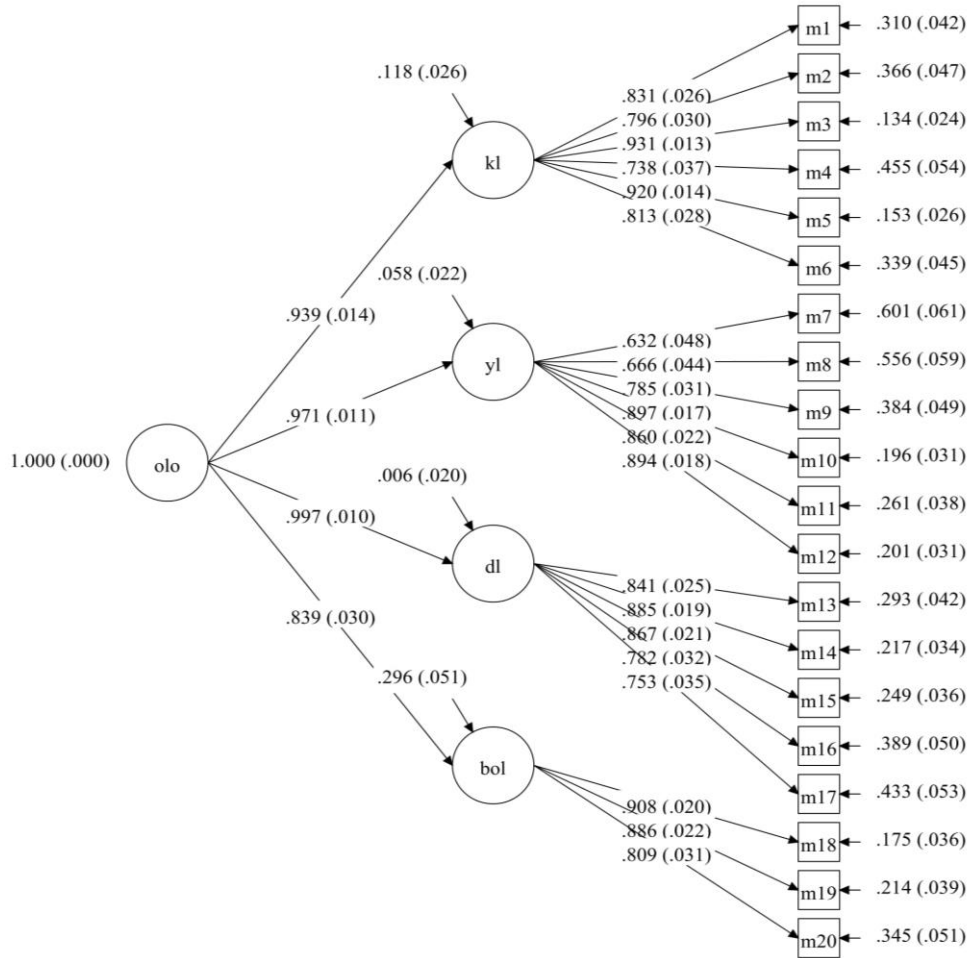 m1
.310 (.042)
m2
.366 (.047)
.118 (.026)
.831 (.026)
.796 (.030)
m3
.134 (.024)
.931 (.013)
kl
.738 (.037)
m4
.455 (.054)
.920 (.014)
m5
.153 (.026)
.813 (.028)
m6
.339 (.045)
.058 (.022)
.939 (.014)
m7
.601 (.061)
.632 (.048)
yl
.666 (.044)
m8
.556 (.059)
.785 (.031)
m9
.384 (.049)
.971 (.011)
.897 (.017)
.860 (.022)
m10
.196 (.031)
1.000 (.000)
olo
.894 (.018)
.006 (.020)
m11
.261 (.038)
.997 (.010)
m12
.201 (.031)
dl
.841 (.025)
m13
.293 (.042)
.885 (.019)
.839 (.030)
.867 (.021)
m14
.217 (.034)
.782 (.032)
.296 (.051)
.753 (.035)
m15
.249 (.036)
m16
.389 (.050)
bol
m17
.433 (.053)
.908 (.020)
.886 (.022)
m18
.175 (.036)
.809 (.031)
m19
.214 (.039)
m20
.345 (.051)